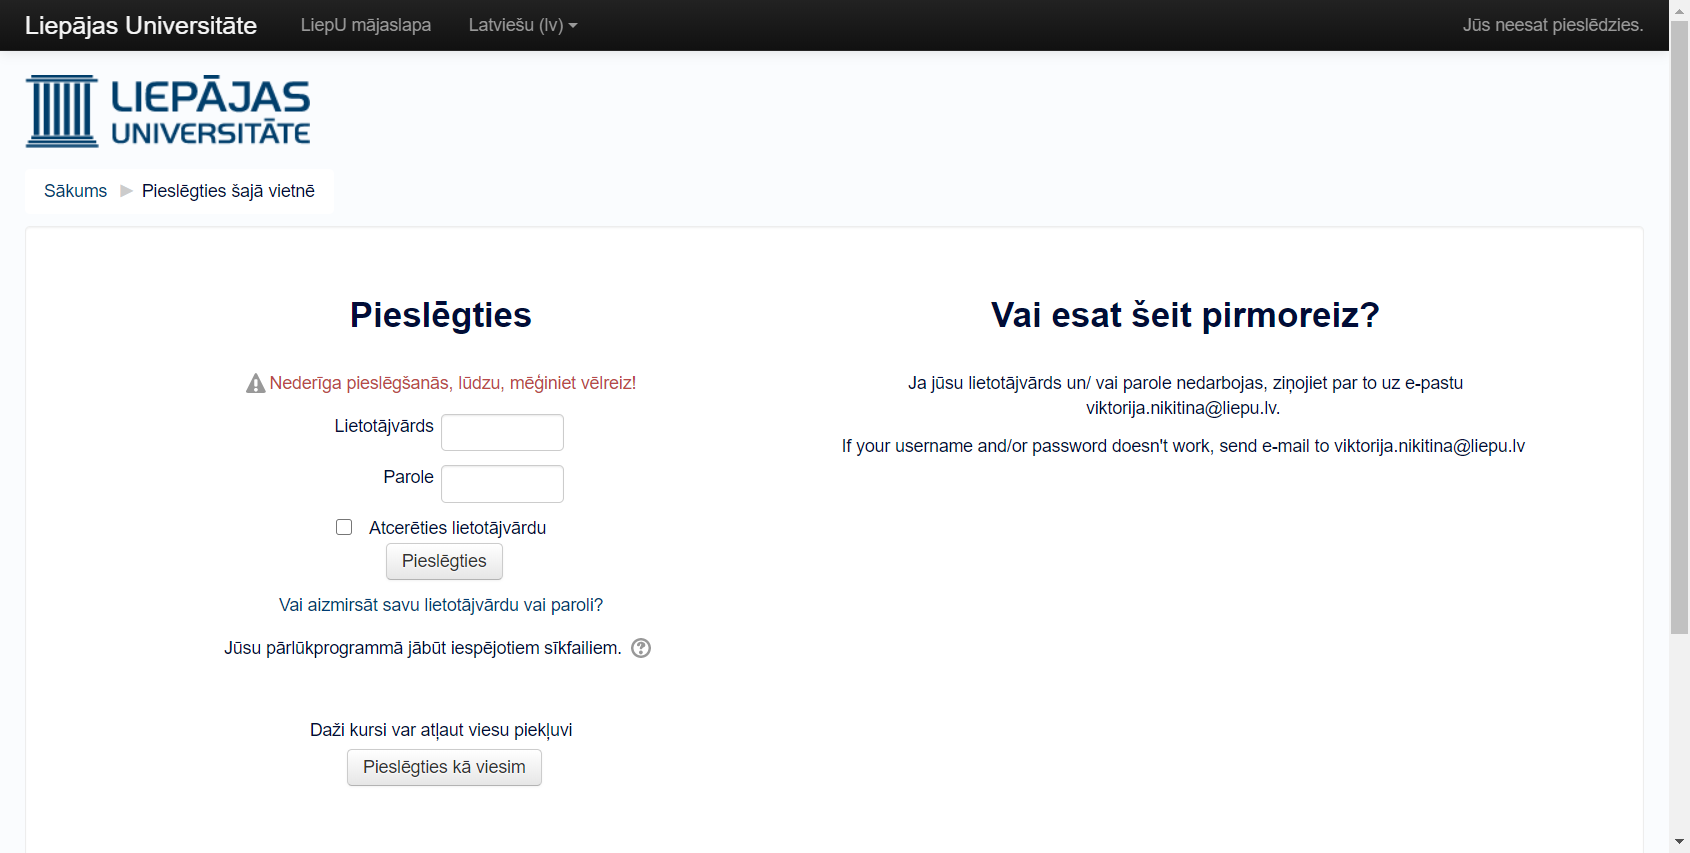 Liepājas Universitāte LiepU mājaslapa Latviešu (lv) Jūs neesat pieslēdzies.
LIEPĀJAS
UNIVERSITĀTE
Sākums Pieslēgties šajā vietnē
Pieslēgties
Nederīga pieslēgšanās, lūdzu, mēģiniet vēlreiz!
Lietotājvārds
Parole
Atcerēties lietotājvārdu
Pieslēgties
Vai aizmirsāt savu lietotājvārdu vai paroli?
Jūsu pārlūkprogrammā jābūt iespējotiem sīkfailiem.
Daži kursi var atļaut viesu piekļuvi
Pieslēgties kā viesim
Vai esat šeit pirmoreiz?
Ja jūsu lietotājvārds un/ vai parole nedarbojas, ziņojiet par to uz e-pastu
viktorija.nikitina@liepu.lv.
If your username and/or password doesn't work, send e-mail to viktorija.nikitina@liepu.lv